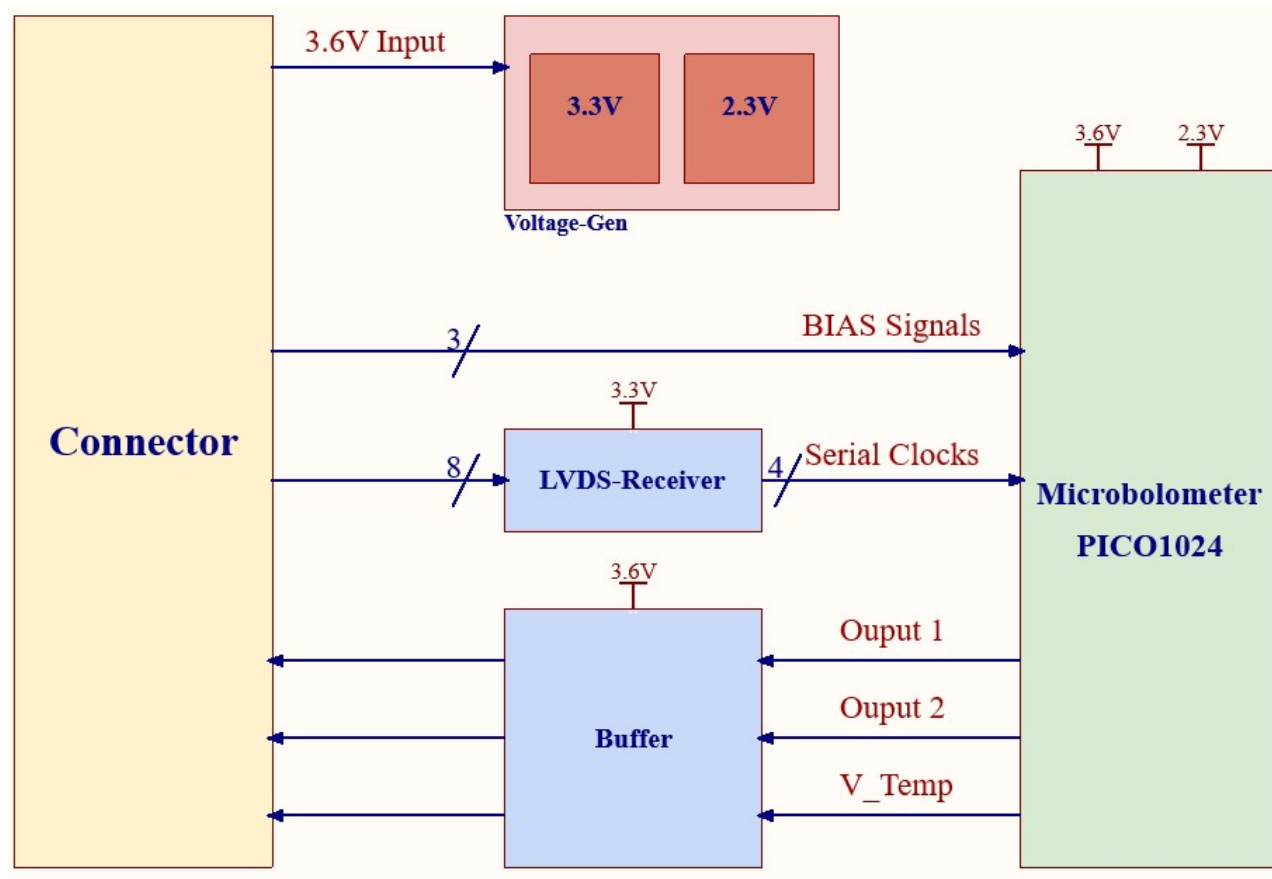 3.6V Input
3.3V
2.3V
Voltage-Gen
3.6V
2.3V
3
BIAS Signals
Connector
3.3V
8
LVDS-Receiver
4
Serial Clocks
Microbolometer
PICO1024
3.6V
Buffer
Ouput 1
Ouput 2
V_Temp